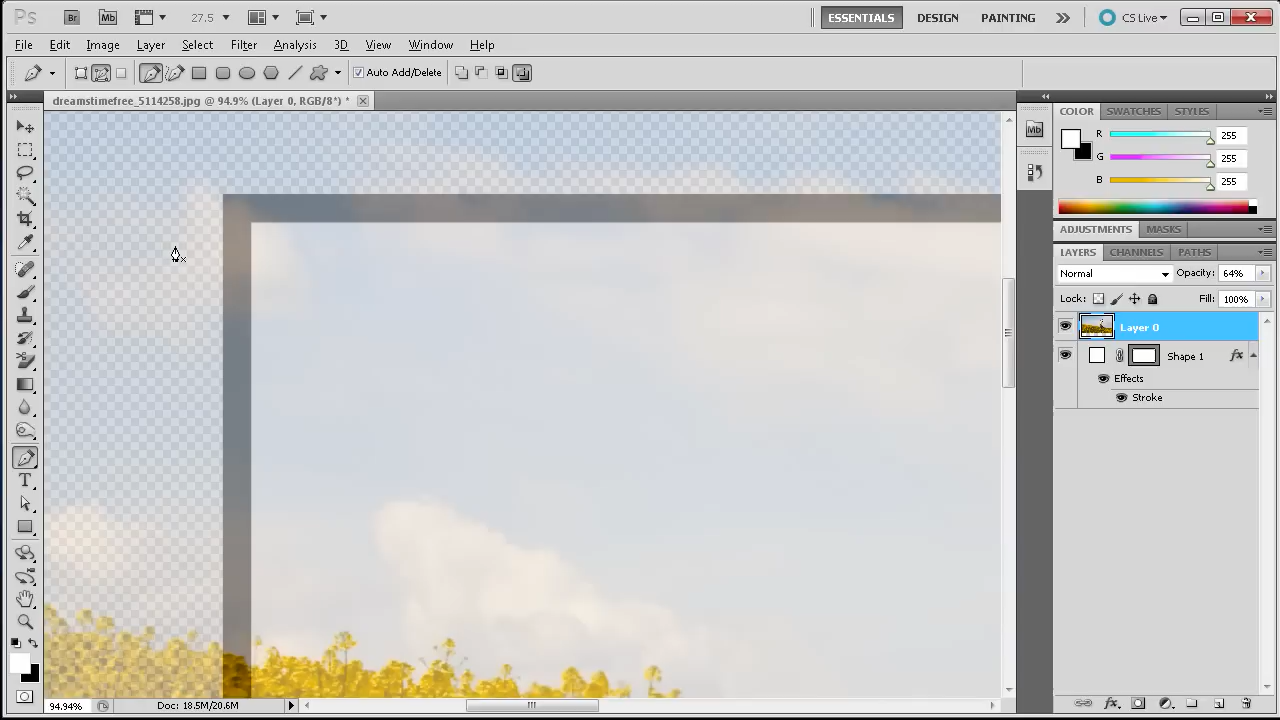 Ps Br Mb 27.5 ESSENTIALS DESIGN PAINTING CS Live
File Edit Image Layer Select Filter Analysis 3D View Window Help
Auto Add/Delete
dreamstimefree_5114258.jpg @ 94.9% (Layer 0, RGB/8*) *
COLOR SWATCHES STYLES
Mb
R 255
G 255
B 255
ADJUSTMENTS MASKS
LAYERS CHANNELS PATHS
Normal Opacity: 64%
Lock: Fill: 100%
Layer 0
Shape 1 fx
Effects
Stroke
T
94.94% Doc: 18.5M/20.6M
fx